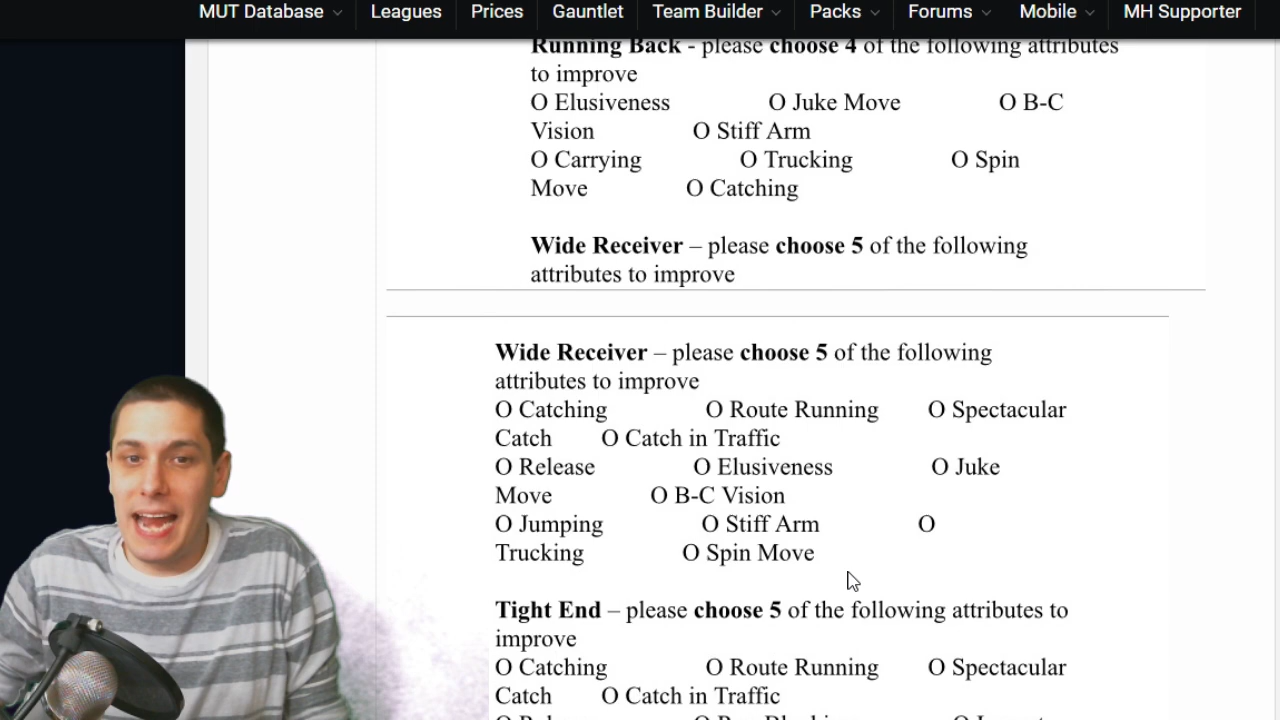 MUT Database Leagues Prices Gauntlet Team Builder Packs Forums Mobile MH Supporter
Running Back - please choose 4 of the following attributes
to improve
O Elusiveness O Juke Move O B-C
Vision O Stiff Arm
O Carrying O Trucking O Spin
Move O Catching
Wide Receiver – please choose 5 of the following
attributes to improve
Wide Receiver – please choose 5 of the following
attributes to improve
O Catching O Route Running O Spectacular
Catch O Catch in Traffic
O Release O Elusiveness O Juke
Move O B-C Vision
O Jumping O Stiff Arm O
Trucking O Spin Move
Tight End – please choose 5 of the following attributes to
improve
O Catching O Route Running O Spectacular
Catch O Catch in Traffic